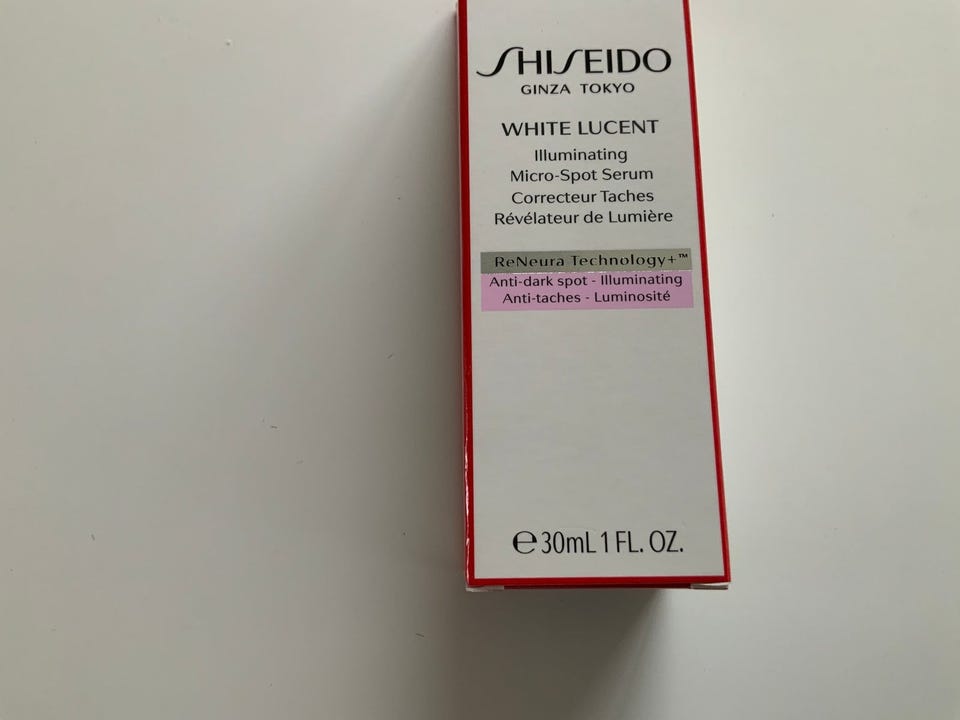 SHISEIDO
GINZA TOKYO
WHITE LUCENT
Illuminating
Micro-Spot Serum
Correcteur Taches
Révélateur de Lumière
ReNeura Technology+™
Anti-dark spot - Illuminating
Anti-taches - Luminosité
℮30mL 1 FL. OZ.